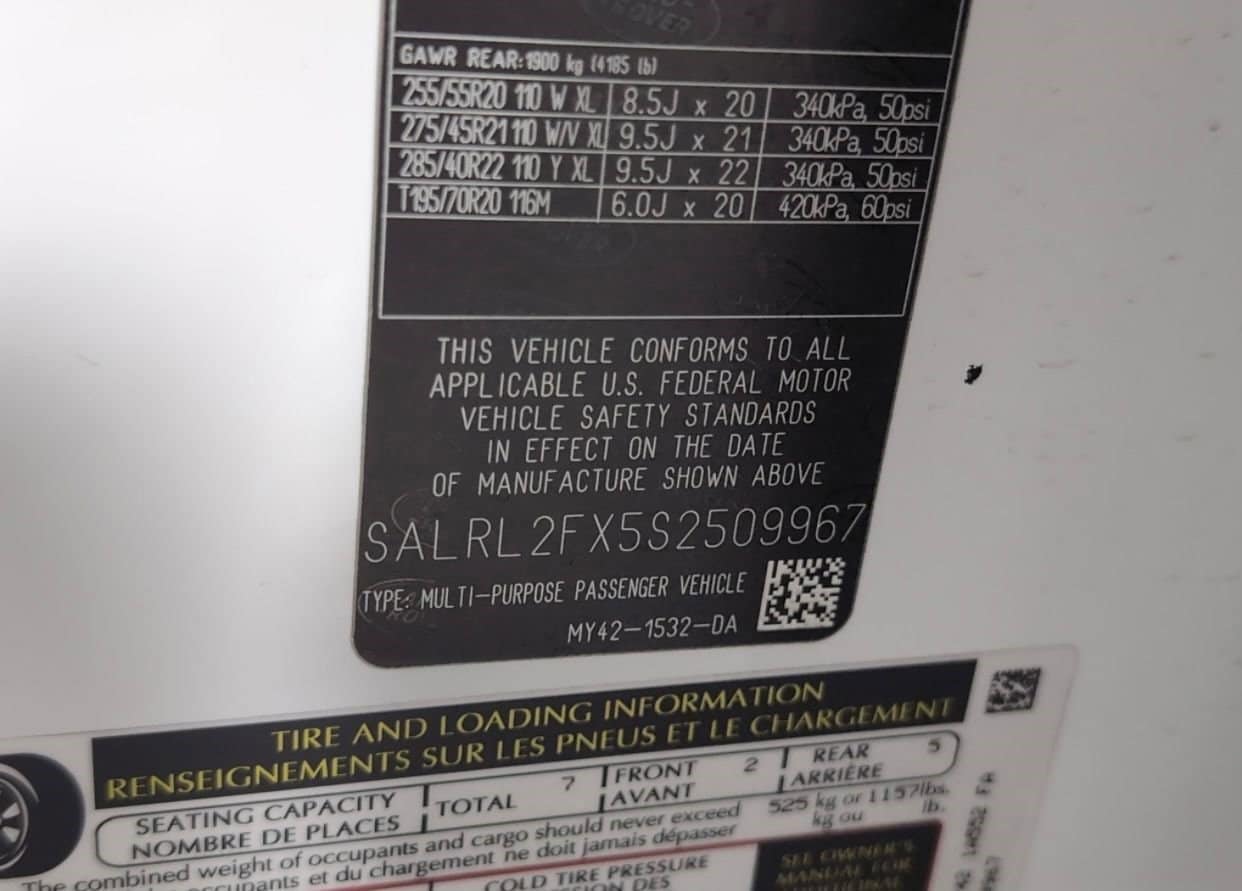 ROVER
GAWR REAR:1900 kg (4185 lb)
255/55R20 110 W XL 8.5J x 20 340kPa, 50psi
275/45R21 110 W/V XL 9.5J x 21 340kPa, 50psi
285/40R22 110 Y XL 9.5J x 22 340kPa, 50psi
T195/70R20 116M 6.0J x 20 420kPa, 60psi
THIS VEHICLE CONFORMS TO ALL
APPLICABLE U.S. FEDERAL MOTOR
VEHICLE SAFETY STANDARDS
IN EFFECT ON THE DATE
OF MANUFACTURE SHOWN ABOVE
SALRL2FX5S2509967
TYPE: MULTI-PURPOSE PASSENGER VEHICLE
MY42-1532-DA
TIRE AND LOADING INFORMATION
RENSEIGNEMENTS SUR LES PNEUS ET LE CHARGEMENT
SEATING CAPACITY TOTAL 7 FRONT 2 REAR 5
NOMBRE DE PLACES AVANT ARRIÈRE
The combined weight of occupants and cargo should never exceed 525 kg or 1157lbs.
occupants et du chargement ne doit jamais dépasser kg ou lb.
COLD TIRE PRESSURE
DES
SEE OWNER'S
MANUAL FOR